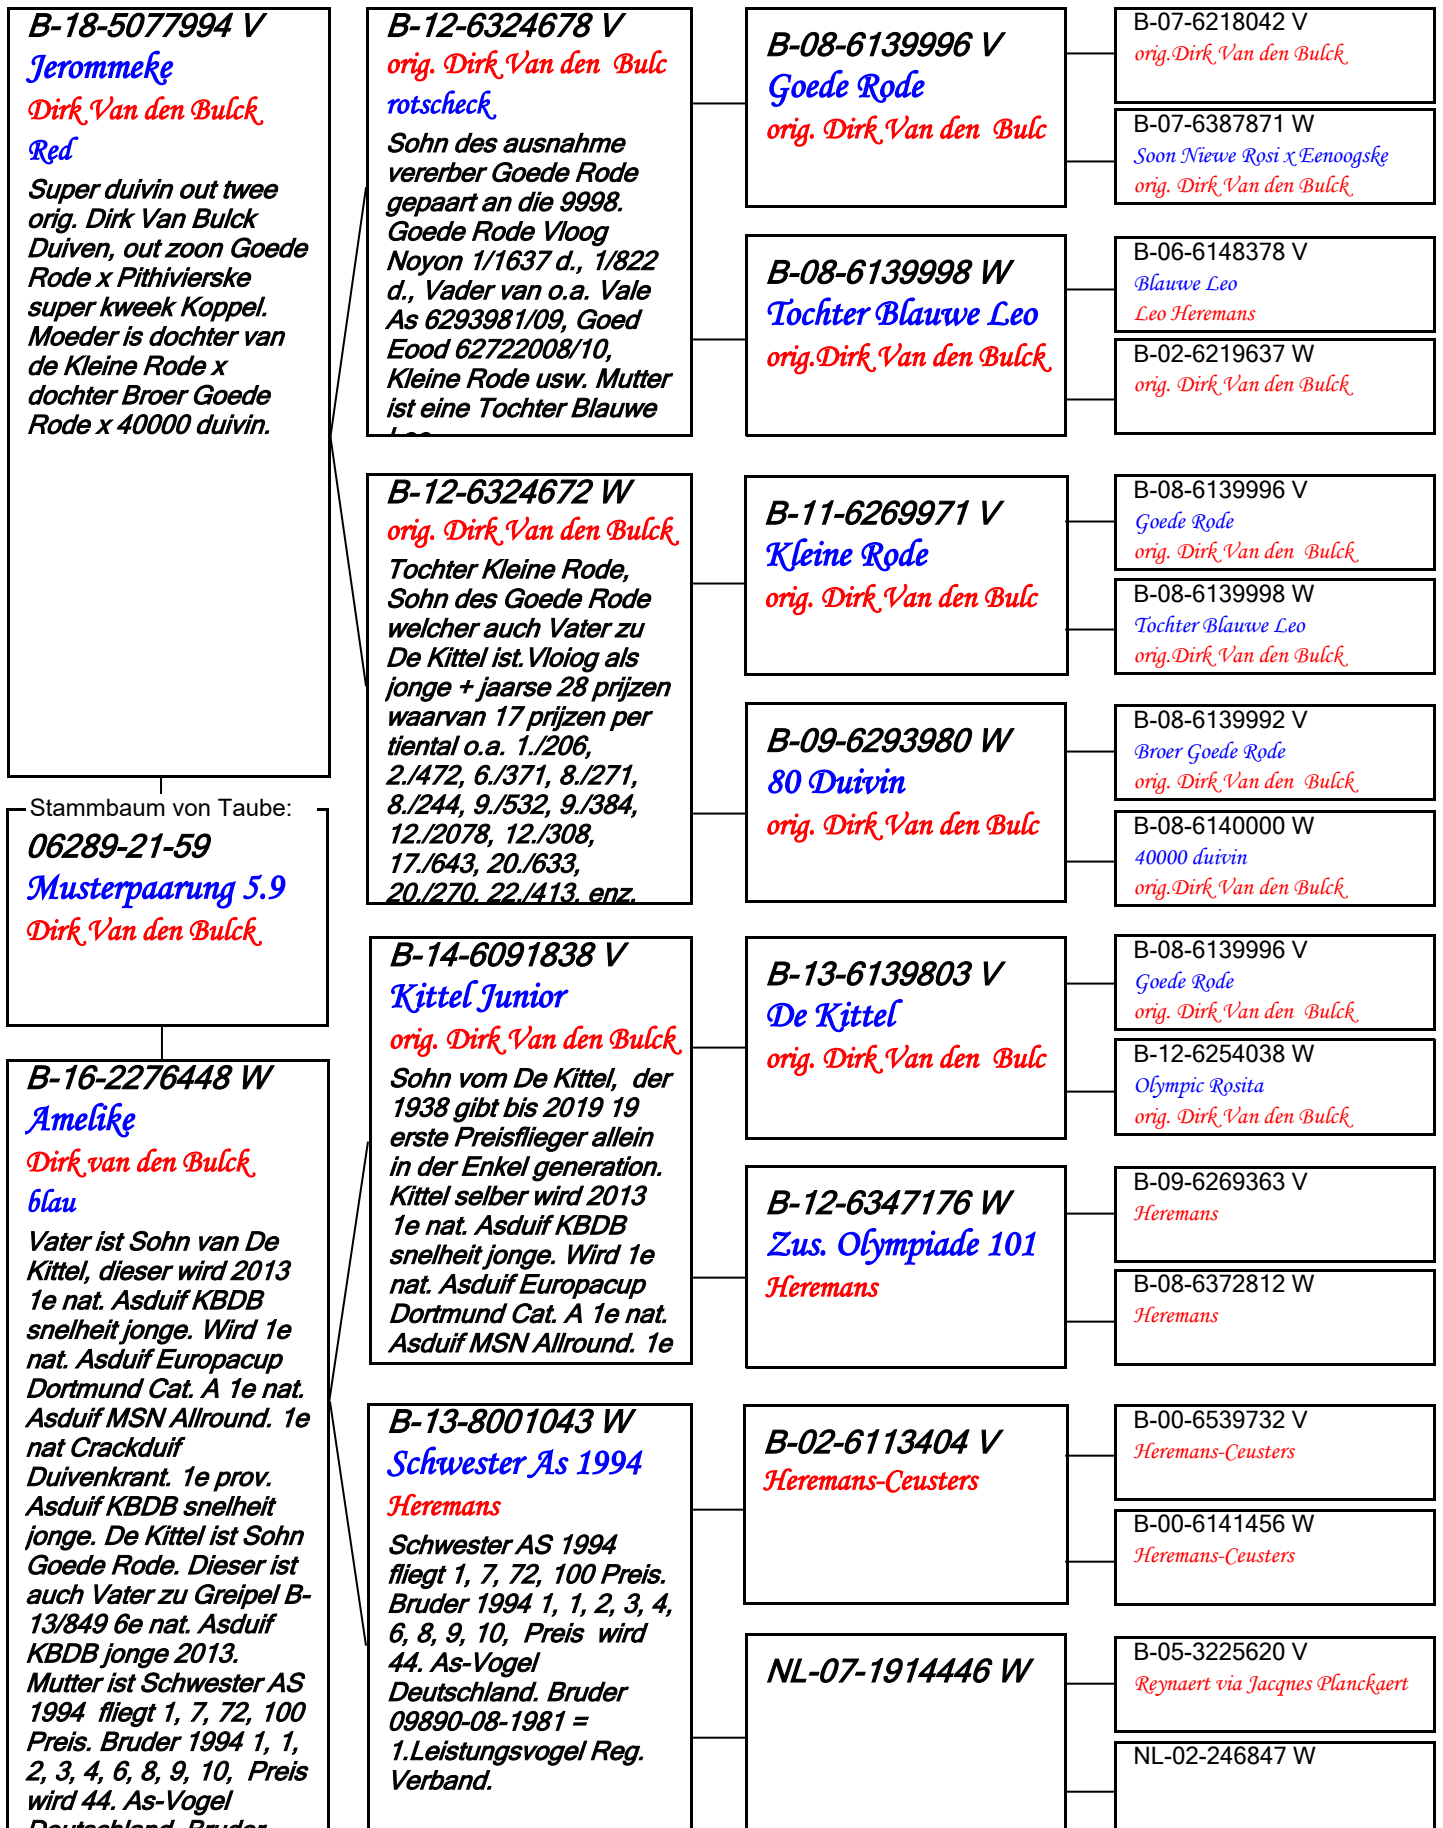 B-18-5077994 V
Jerommeke
Dirk Van den Bulck
Red
Super duivin out twee
orig. Dirk Van Bulck
Duiven, out zoon Goede
Rode x Pithivierske
super kweek Koppel.
Moeder is dochter van
de Kleine Rode x
dochter Broer Goede
Rode x 40000 duivin.
Stammbaum von Taube:
06289-21-59
Musterpaarung 5.9
Dirk Van den Bulck
B-16-2276448 W
Amelike
Dirk van den Bulck
blau
Vater ist Sohn van De
Kittel, dieser wird 2013
1e nat. Asduif KBDB
snelheit jonge. Wird 1e
nat. Asduif Europacup
Dortmund Cat. A 1e nat.
Asduif MSN Allround. 1e
nat Crackduif
Duivenkrant. 1e prov.
Asduif KBDB snelheit
jonge. De Kittel ist Sohn
Goede Rode. Dieser ist
auch Vater zu Greipel B-
13/849 6e nat. Asduif
KBDB jonge 2013.
Mutter ist Schwester AS
1994  fliegt 1, 7, 72, 100
Preis. Bruder 1994 1, 1,
2, 3, 4, 6, 8, 9, 10,  Preis
wird 44. As-Vogel
Deutschland. Bruder
B-12-6324678 V
orig. Dirk Van den  Bulc
rotscheck
Sohn des ausnahme
vererber Goede Rode
gepaart an die 9998.
Goede Rode Vloog
Noyon 1/1637 d., 1/822
d., Vader van o.a. Vale
As 6293981/09, Goed
Eood 62722008/10,
Kleine Rode usw. Mutter
ist eine Tochter Blauwe
Leo
B-12-6324672 W
orig. Dirk Van den Bulck
Tochter Kleine Rode,
Sohn des Goede Rode
welcher auch Vater zu
De Kittel ist.Vloiog als
jonge + jaarse 28 prijzen
waarvan 17 prijzen per
tiental o.a. 1./206,
2./472, 6./371, 8./271,
8./244, 9./532, 9./384,
12./2078, 12./308,
17./643, 20./633,
20./270, 22./413, enz.
B-14-6091838 V
Kittel Junior
orig. Dirk Van den Bulck
Sohn vom De Kittel,  der
1938 gibt bis 2019 19
erste Preisflieger allein
in der Enkel generation.
Kittel selber wird 2013
1e nat. Asduif KBDB
snelheit jonge. Wird 1e
nat. Asduif Europacup
Dortmund Cat. A 1e nat.
Asduif MSN Allround. 1e
B-13-8001043 W
Schwester As 1994
Heremans
Schwester AS 1994
fliegt 1, 7, 72, 100 Preis.
Bruder 1994 1, 1, 2, 3, 4,
6, 8, 9, 10,  Preis  wird
44. As-Vogel
Deutschland. Bruder
09890-08-1981 =
1.Leistungsvogel Reg.
Verband.
B-08-6139996 V
Goede Rode
orig. Dirk Van den  Bulc
B-08-6139998 W
Tochter Blauwe Leo
orig.Dirk Van den Bulck
B-11-6269971 V
Kleine Rode
orig. Dirk Van den Bulc
B-09-6293980 W
80 Duivin
orig. Dirk Van den Bulc
B-13-6139803 V
De Kittel
orig. Dirk Van den  Bulc
B-12-6347176 W
Zus. Olympiade 101
Heremans
B-02-6113404 V
Heremans-Ceusters
NL-07-1914446 W
B-07-6218042 V
orig.Dirk Van den Bulck
B-07-6387871 W
Soon Niewe Rosi x Eenoogske
orig. Dirk Van den Bulck
B-06-6148378 V
Blauwe Leo
Leo Heremans
B-02-6219637 W
orig. Dirk Van den Bulck
B-08-6139996 V
Goede Rode
orig. Dirk Van den  Bulck
B-08-6139998 W
Tochter Blauwe Leo
orig.Dirk Van den Bulck
B-08-6139992 V
Broer Goede Rode
orig. Dirk Van den  Bulck
B-08-6140000 W
40000 duivin
orig.Dirk Van den Bulck
B-08-6139996 V
Goede Rode
orig. Dirk Van den  Bulck
B-12-6254038 W
Olympic Rosita
orig. Dirk Van den Bulck
B-09-6269363 V
Heremans
B-08-6372812 W
Heremans
B-00-6539732 V
Heremans-Ceusters
B-00-6141456 W
Heremans-Ceusters
B-05-3225620 V
Reynaert via Jacqnes Planckaert
NL-02-246847 W